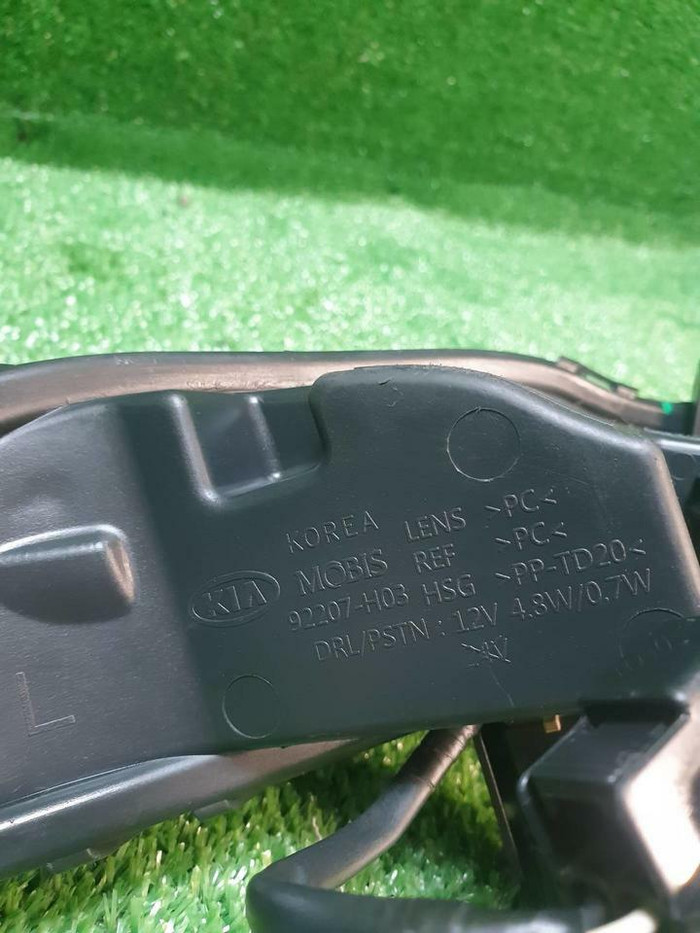 KOREA LENS >PC<
MOBIS REF >PC<
KIA 92207-H03 HSG >PP-TD20<
DRL/PSTN : 12V 4.8W/0.7W
L